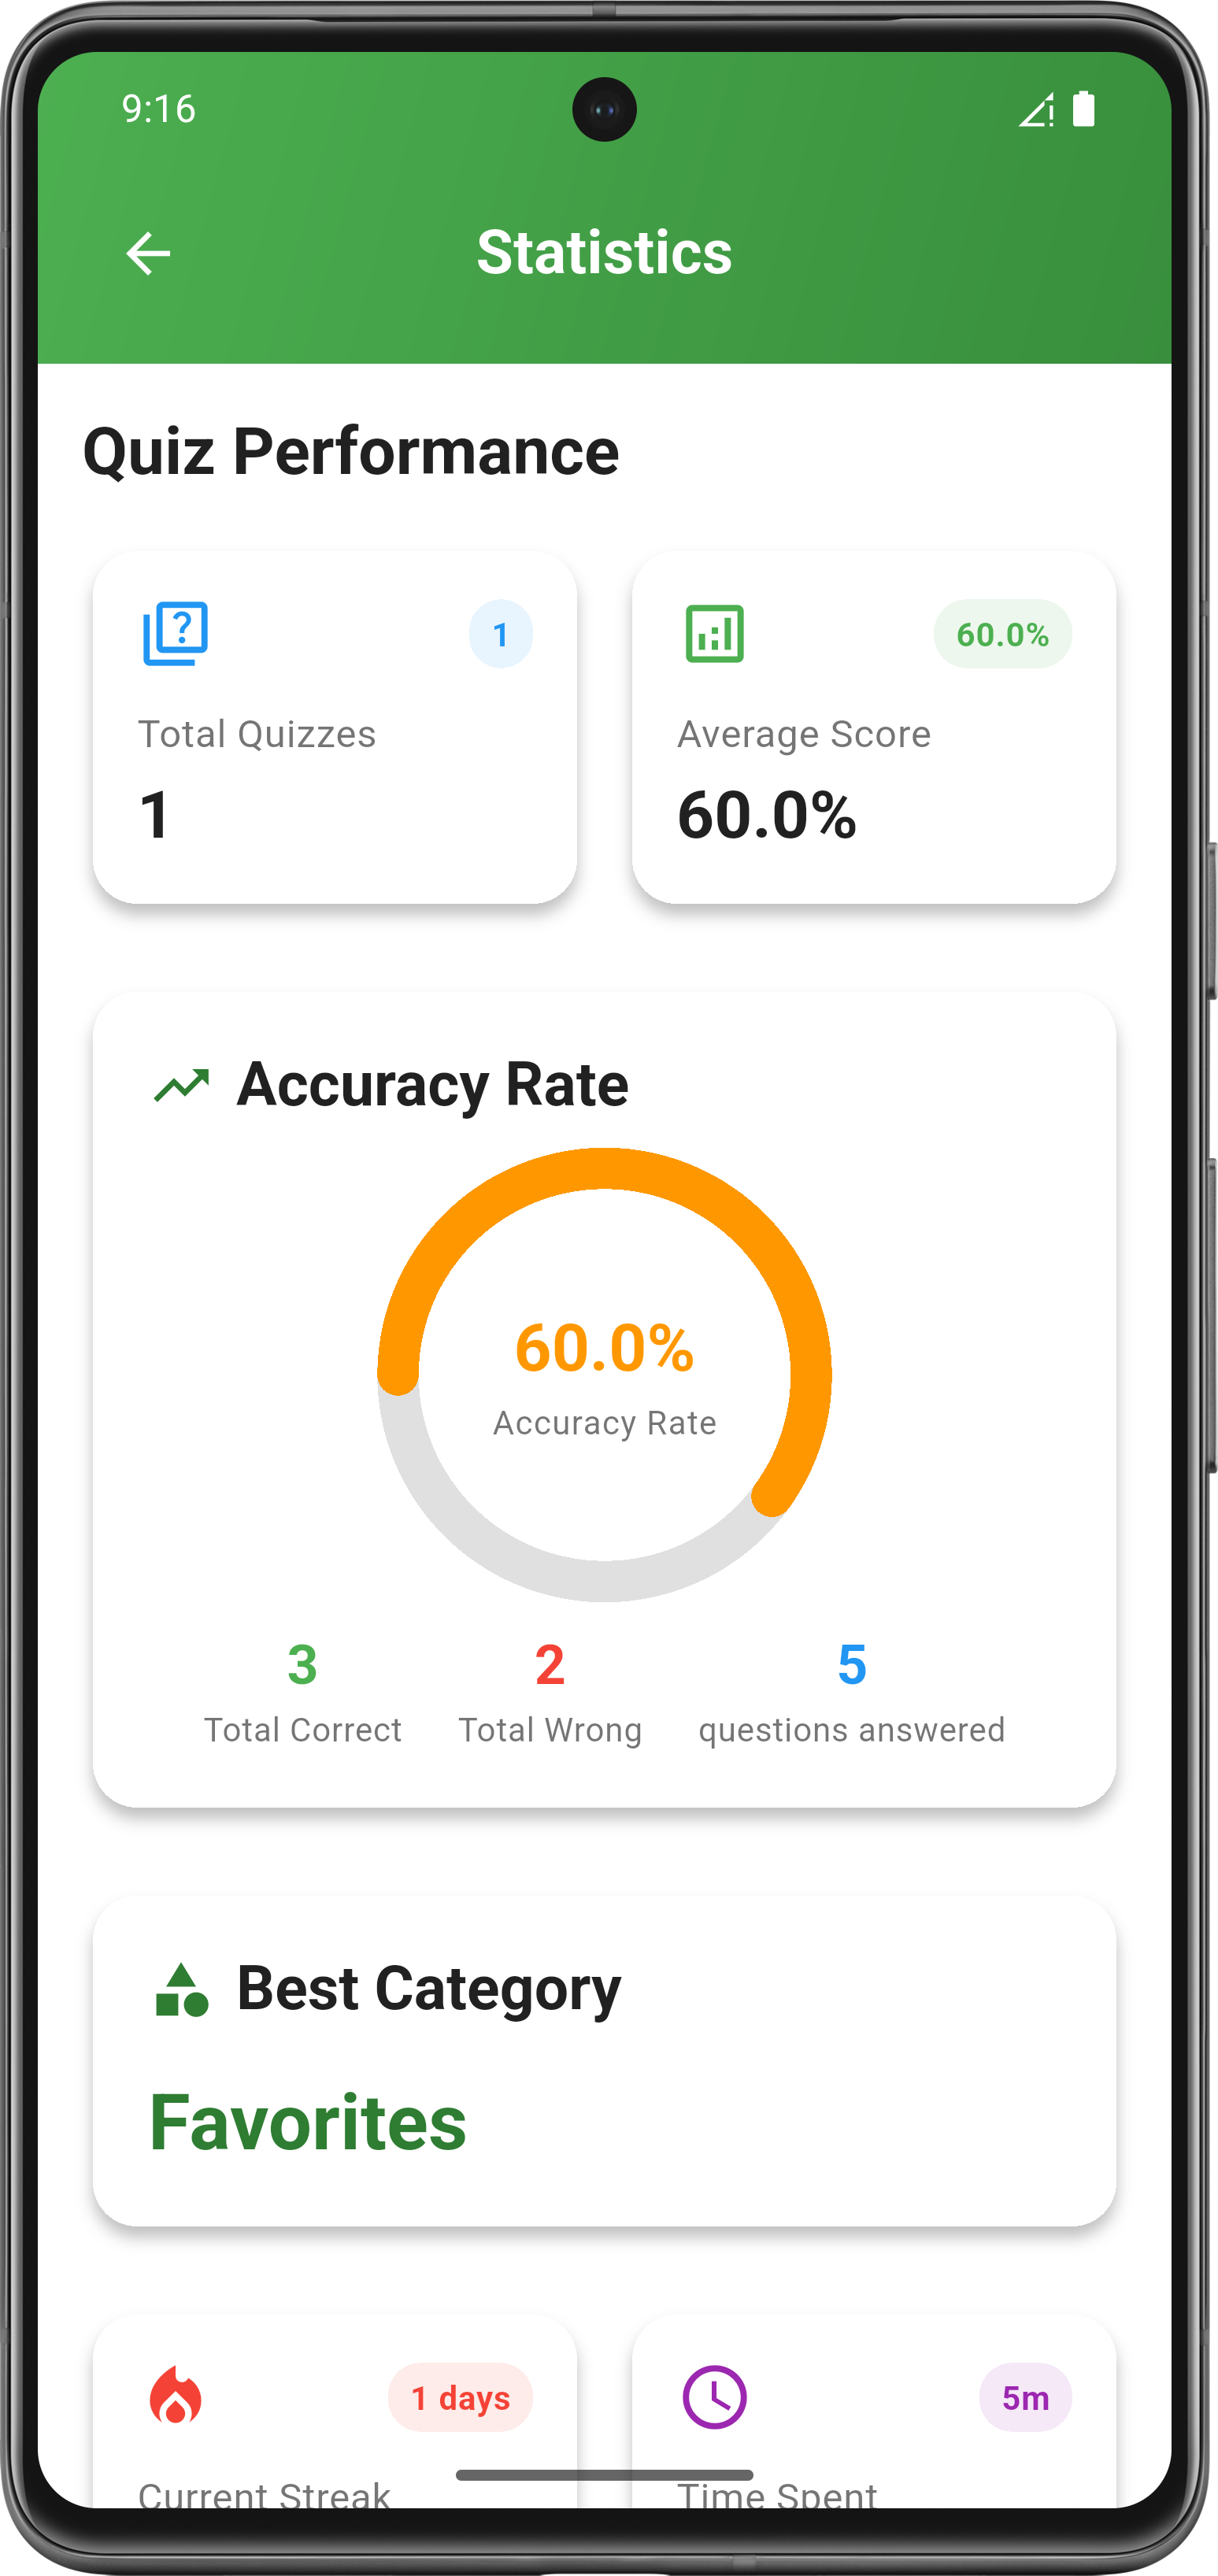 9:16
Statistics
Quiz Performance
1
Total Quizzes
1
60.0%
Average Score
60.0%
Accuracy Rate
60.0%
Accuracy Rate
3
Total Correct
2
Total Wrong
5
questions answered
Best Category
Favorites
1 days
Current Streak
5m
Time Spent